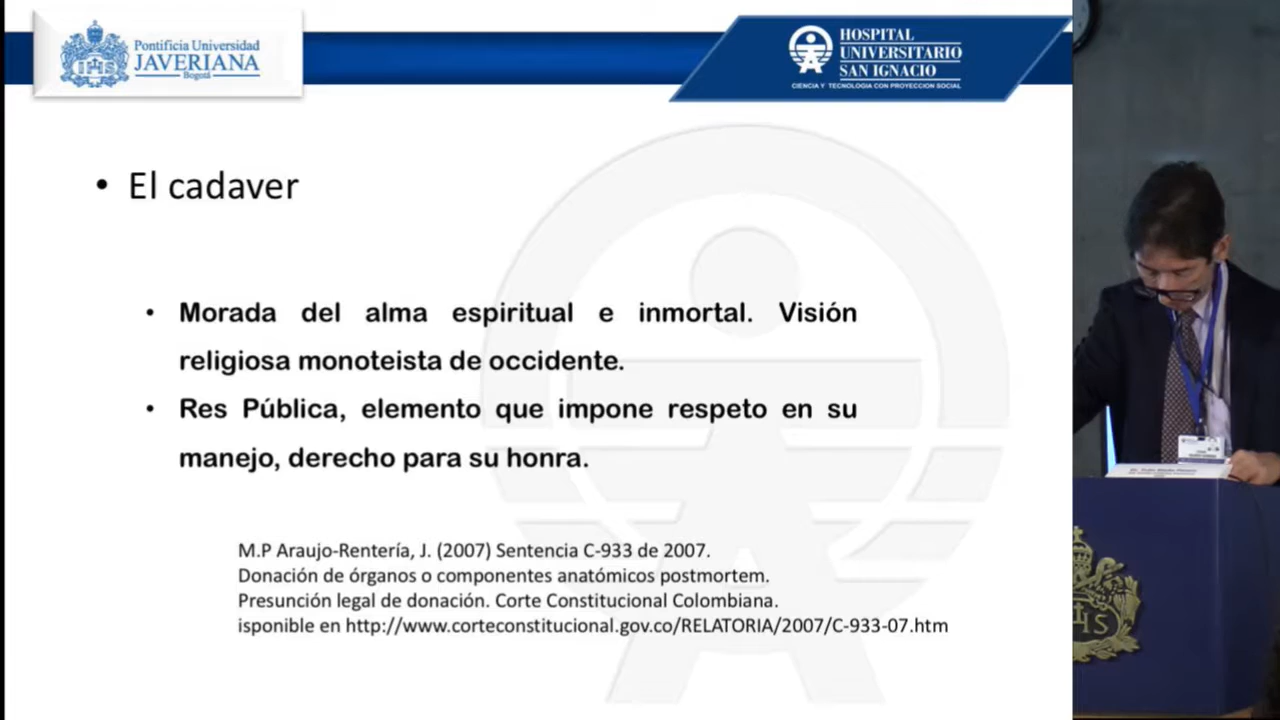 Pontificia Universidad
JAVERIANA
Bogotá
HOSPITAL
UNIVERSITARIO
SAN IGNACIO
CIENCIA Y TECNOLOGIA CON PROYECCION SOCIAL
• El cadaver
• Morada del alma espiritual e inmortal. Visión
religiosa monoteista de occidente.
• Res Pública, elemento que impone respeto en su
manejo, derecho para su honra.
M.P Araujo-Rentería, J. (2007) Sentencia C-933 de 2007.
Donación de órganos o componentes anatómicos postmortem.
Presunción legal de donación. Corte Constitucional Colombiana.
isponible en http://www.corteconstitucional.gov.co/RELATORIA/2007/C-933-07.htm